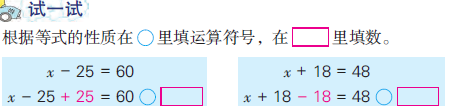 试一试
根据等式的性质在○里填运算符号，在□里填数。
x − 25 = 60
x + 18 = 48
x − 25 + 25 = 60 ○ □
x + 18 − 18 = 48 ○ □